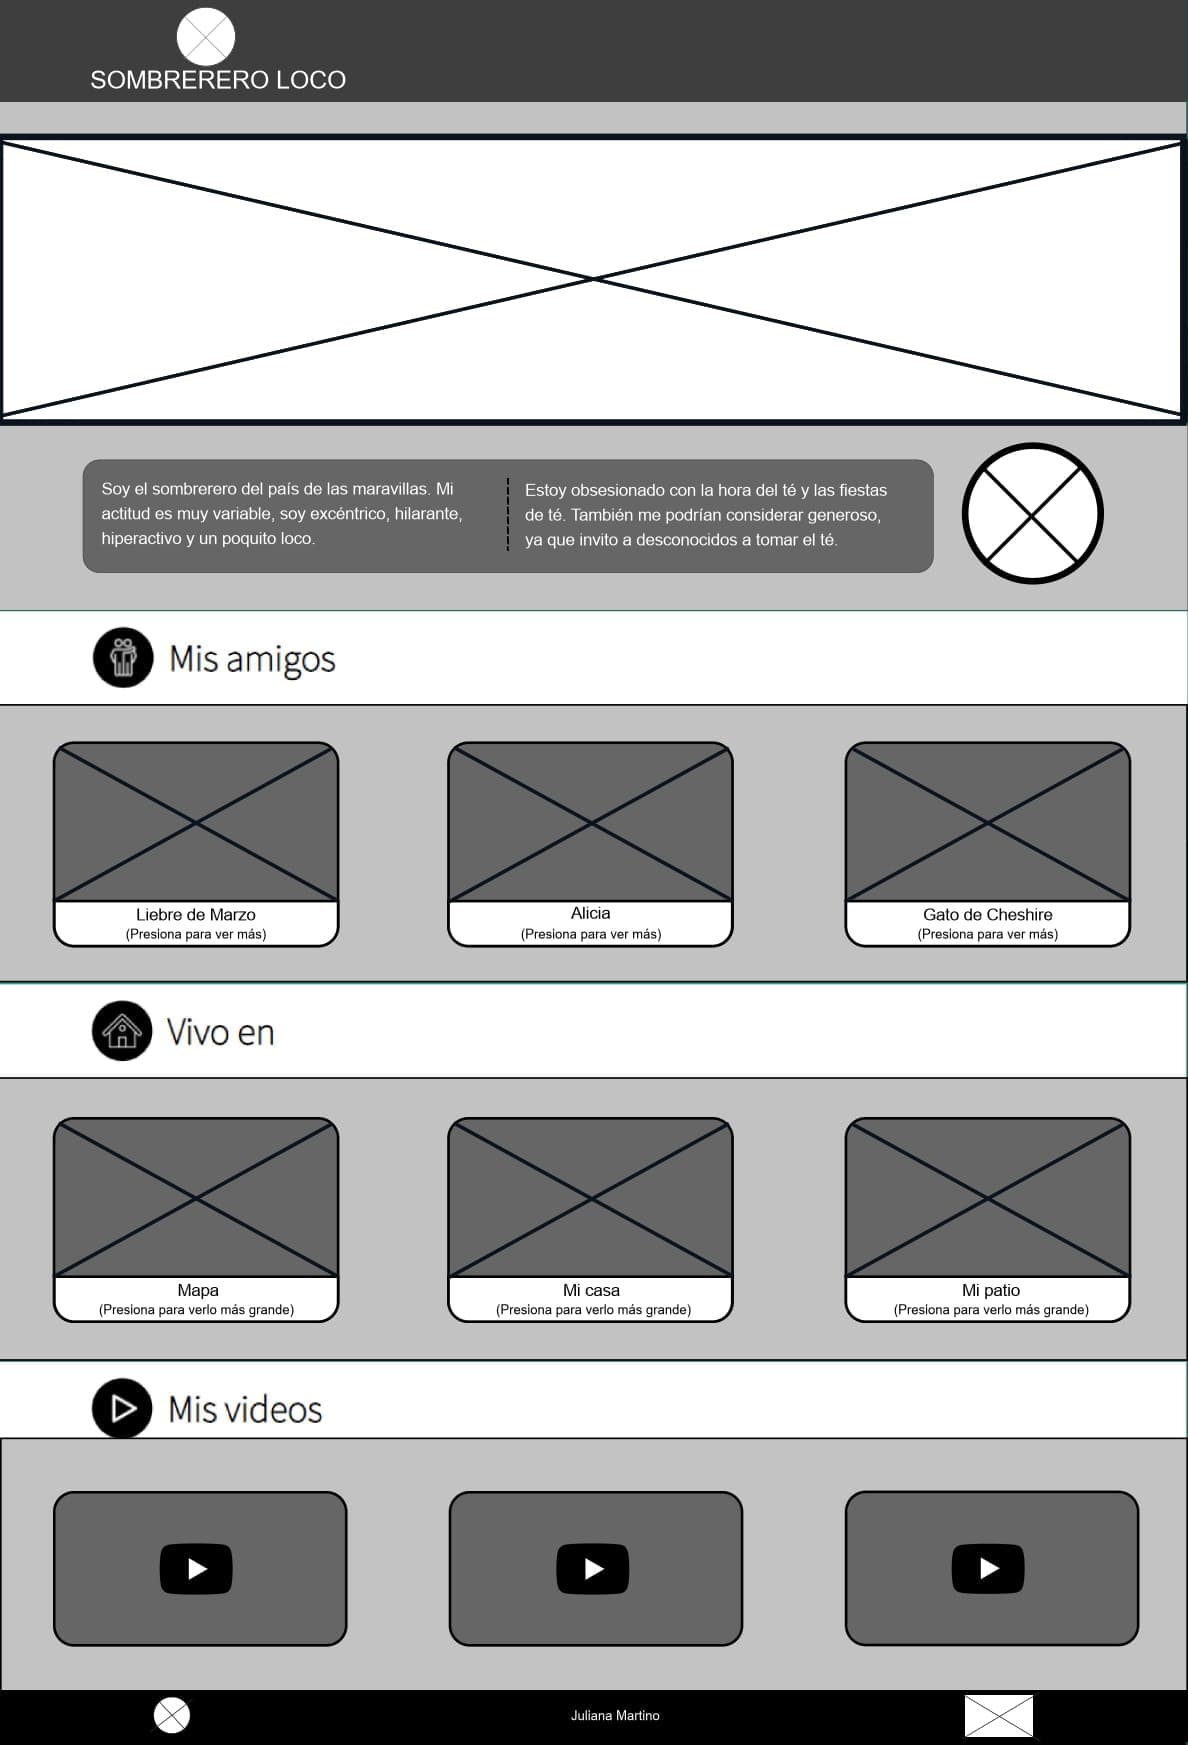 SOMBRERERO LOCO
Soy el sombrerero del país de las maravillas. Mi
actitud es muy variable, soy excéntrico, hilarante,
hiperactivo y un poquito loco.
Estoy obsesionado con la hora del té y las fiestas
de té. También me podrían considerar generoso,
ya que invito a desconocidos a tomar el té.
Mis amigos
Liebre de Marzo
(Presiona para ver más)
Alicia
(Presiona para ver más)
Gato de Cheshire
(Presiona para ver más)
Vivo en
Mapa
(Presiona para verlo más grande)
Mi casa
(Presiona para verlo más grande)
Mi patio
(Presiona para verlo más grande)
Mis videos
Juliana Martino